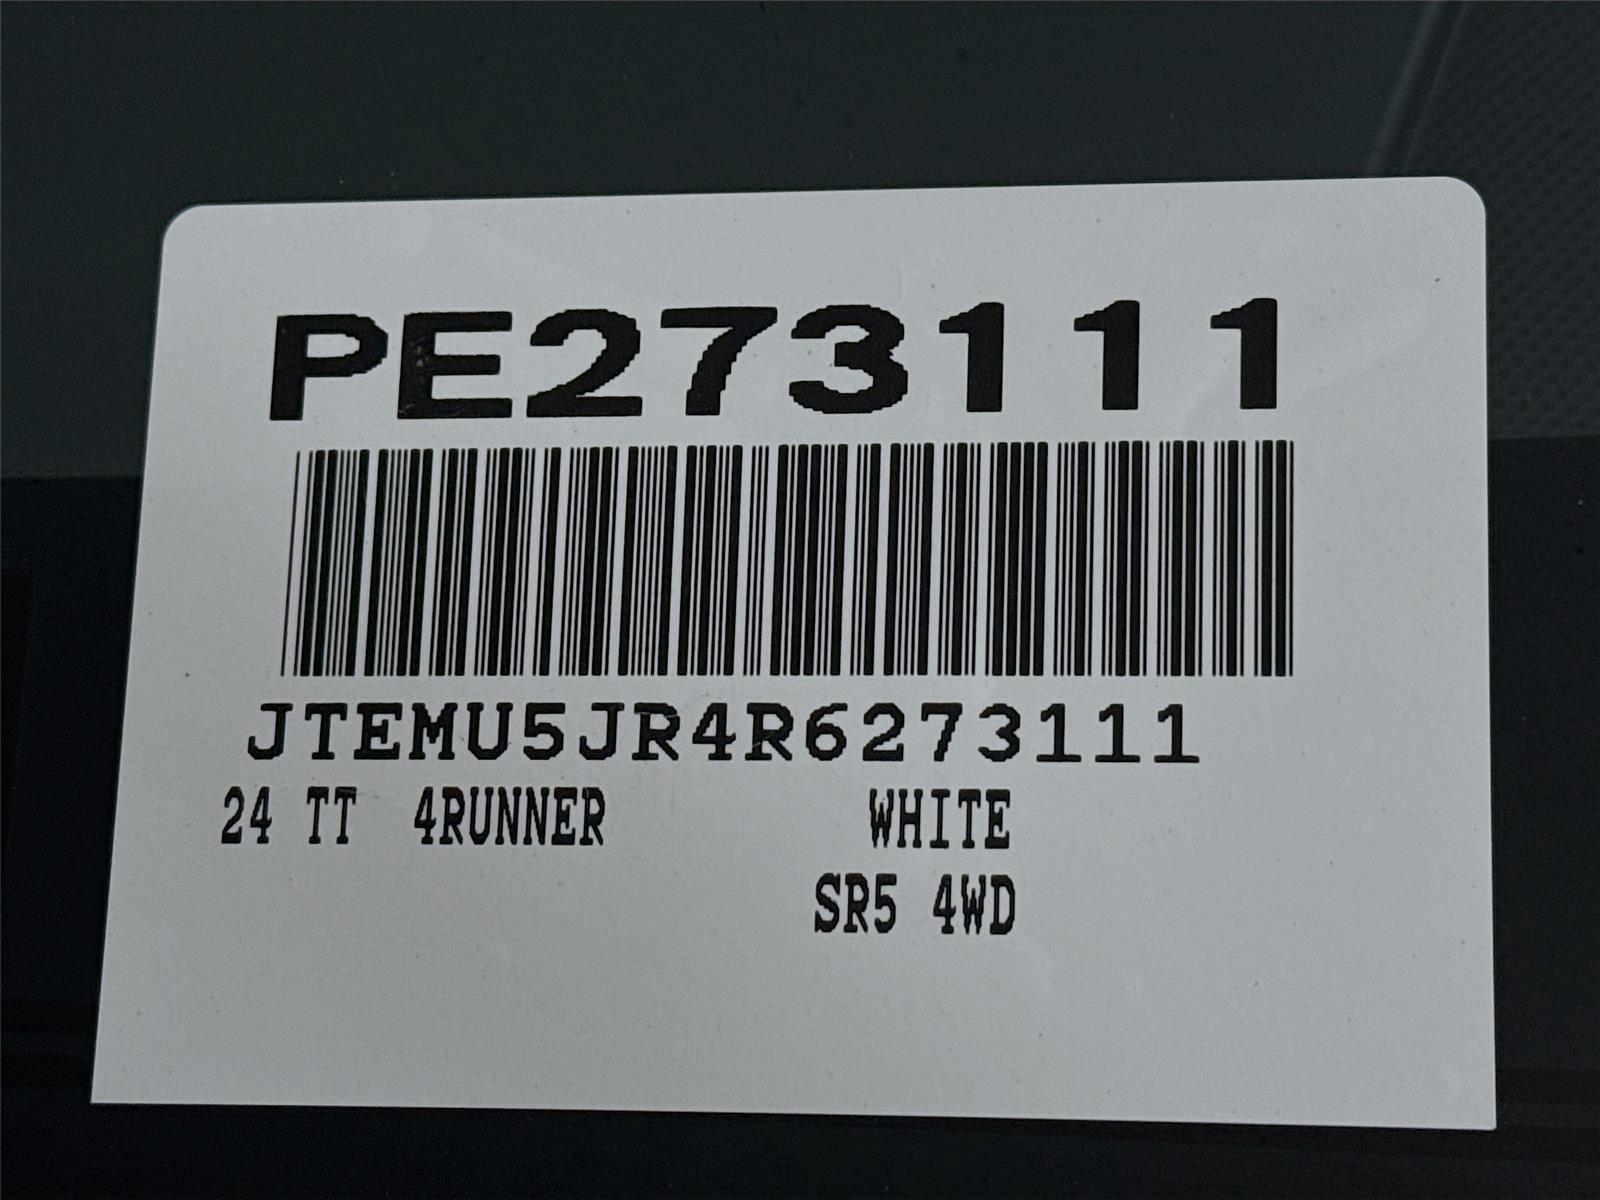 PE273111
JTEMU5JR4R6273111
24 TT 4RUNNER WHITE
SR5 4WD